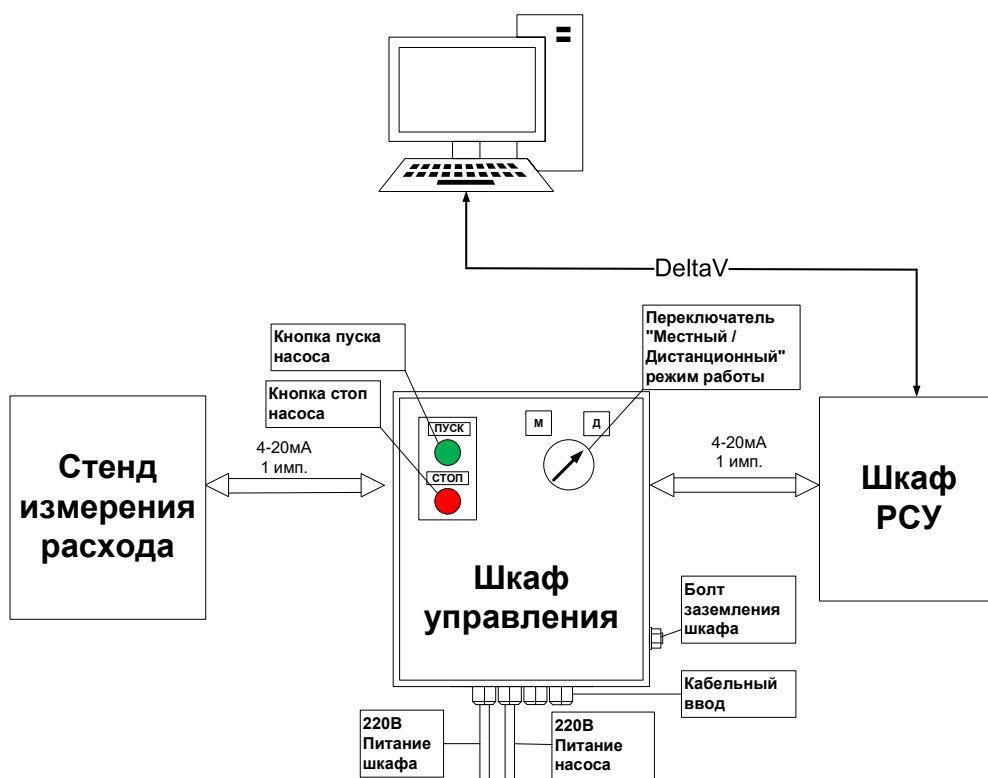 DeltaV
Кнопка пуска
насоса
Кнопка стоп
насоса
Переключатель
"Местный /
Дистанционный"
режим работы
Стенд
измерения
расхода
4-20мА
1 имп.
ПУСК
СТОП
М
Д
Шкаф
управления
4-20мА
1 имп.
Шкаф
РСУ
Болт
заземления
шкафа
Кабельный
ввод
220В
Питание
шкафа
220В
Питание
насоса